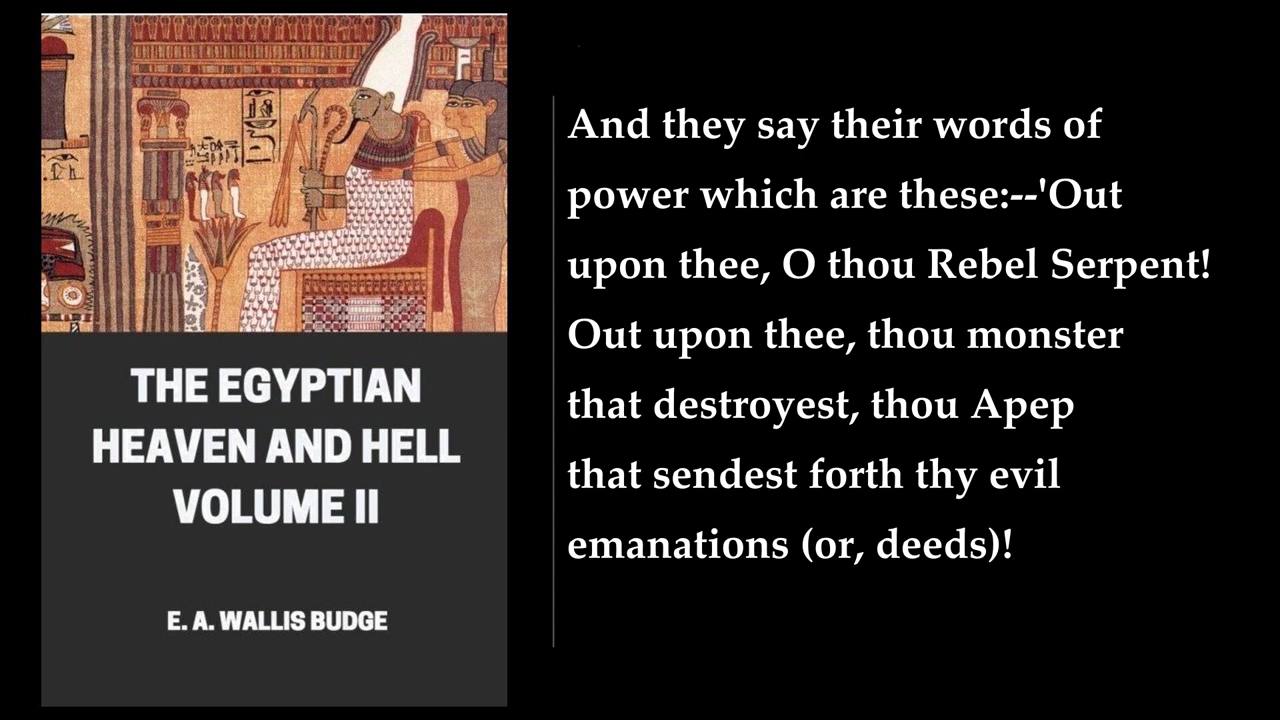 THE EGYPTIAN
HEAVEN AND HELL
VOLUME II
E. A. WALLIS BUDGE
And they say their words of
power which are these:--'Out
upon thee, O thou Rebel Serpent!
Out upon thee, thou monster
that destroyest, thou Apep
that sendest forth thy evil
emanations (or, deeds)!